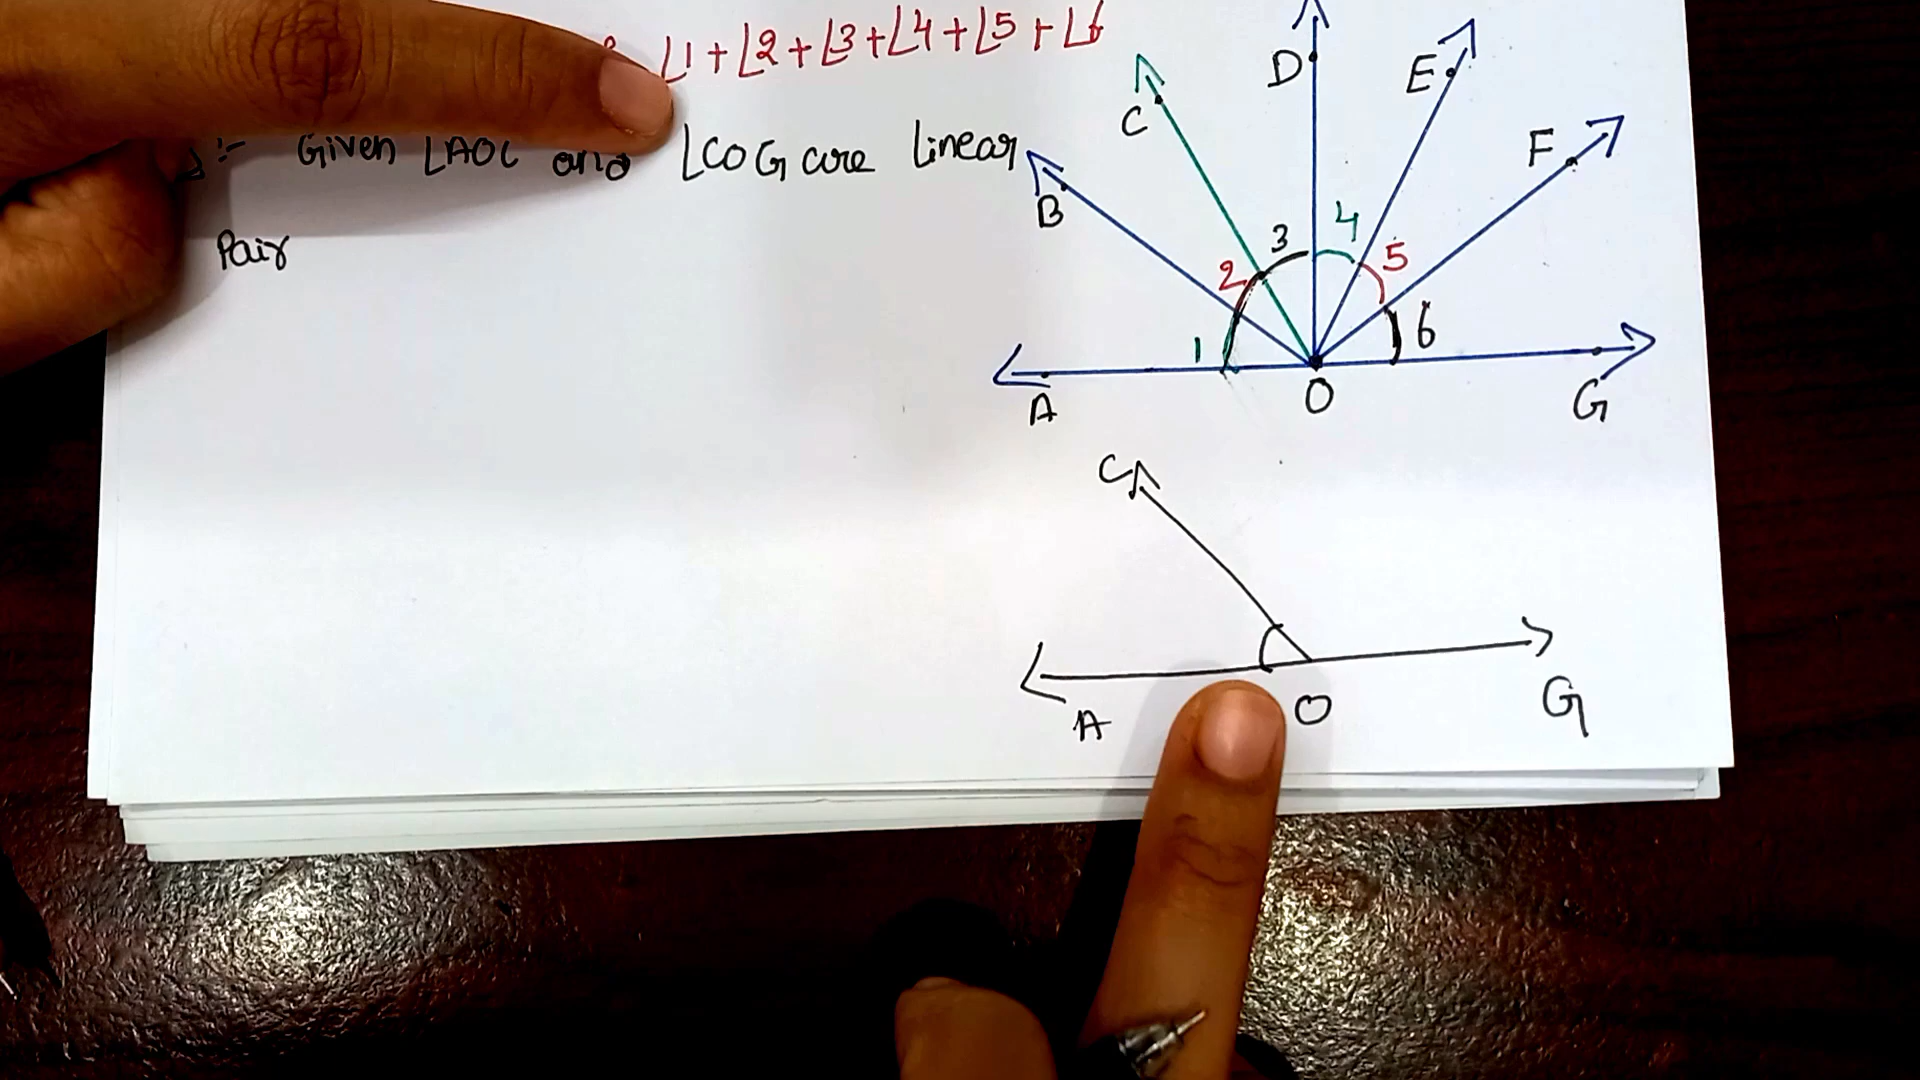 ∠1+∠2+∠3+∠4+∠5+∠6
:- Given ∠AOC and ∠COG are Linear
Pair
A
B
C
D
E
F
G
O
1
2
3
4
5
6
C
A
O
G